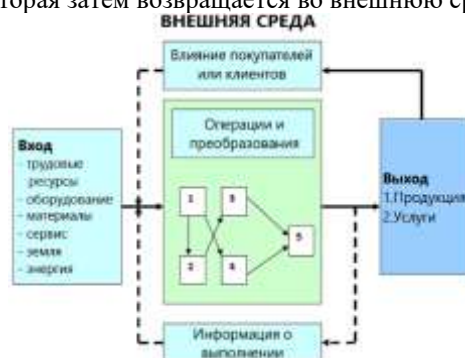 торая затем возвращается во внешнюю ср
ВНЕШНЯЯ СРЕДА
Влияние покупателей
или клиентов
Операции и
преобразования
Вход
- трудовые
ресурсы
- оборудование
- материалы
- сервис
- земля
- энергия
1
3
5
2
4
Выход
1.Продукция
2.Услуги
Информация о
выполнении